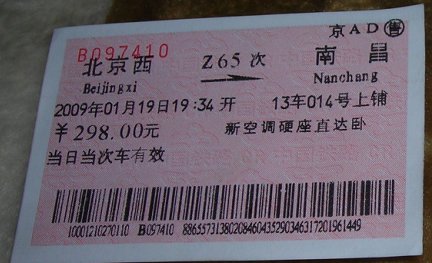 京AD㊣售
B097410
北京西 Z65次 南昌
Beijingxi Nanchang
2009年01月19日19:34开 13车014号上铺
￥298.00元 新空调硬座直达卧
当日当次车有效
10001210270110 B097410 88655731380208460435290346317201961449